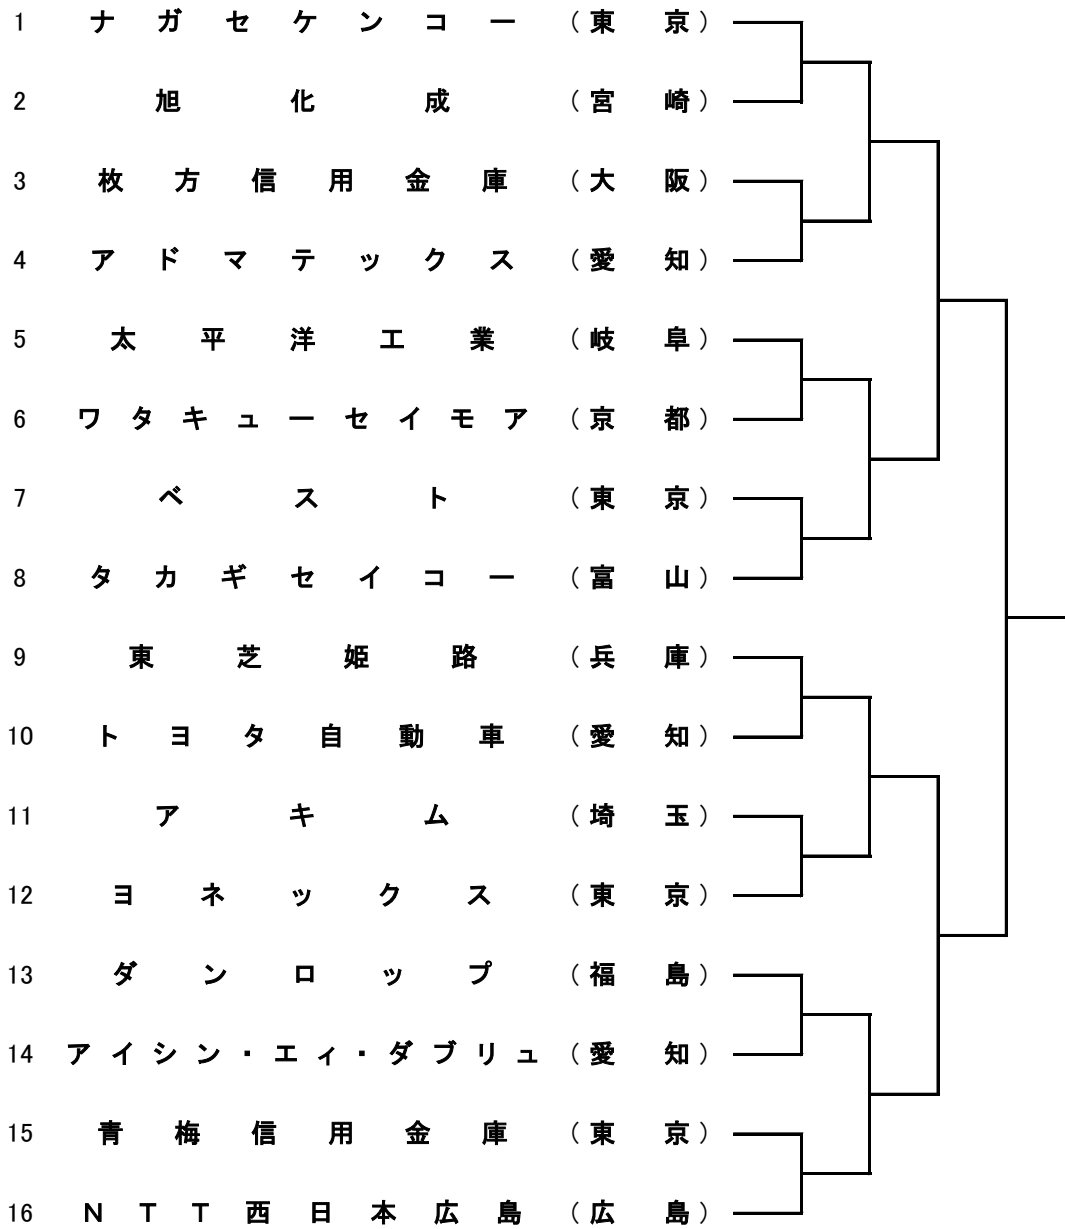 1 ナガセケンコー (東京)
2 旭化成 (宮崎)
3 枚方信用金庫 (大阪)
4 アドマテックス (愛知)
5 太平洋工業 (岐阜)
6 ワタキューセイモア (京都)
7 ベスト (東京)
8 タカギセイコー (富山)
9 東芝姫路 (兵庫)
10 トヨタ自動車 (愛知)
11 アキム (埼玉)
12 ヨネックス (東京)
13 ダンロップ (福島)
14 アイシン・エィ・ダブリュ (愛知)
15 青梅信用金庫 (東京)
16 NTT西日本広島 (広島)